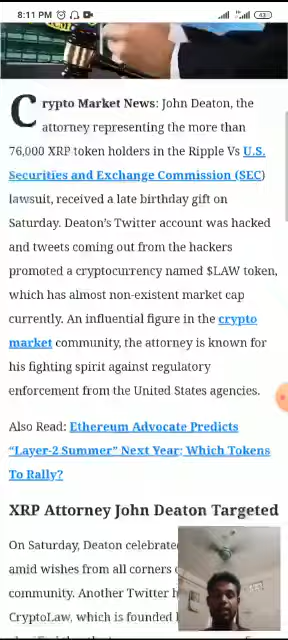 8:11 PM
43
Crypto Market News: John Deaton, the
attorney representing the more than
76,000 XRP token holders in the Ripple Vs U.S.
Securities and Exchange Commission (SEC)
lawsuit, received a late birthday gift on
Saturday. Deaton's Twitter account was hacked
and tweets coming out from the hackers
promoted a cryptocurrency named $LAW token,
which has almost non-existent market cap
currently. An influential figure in the crypto
market community, the attorney is known for
his fighting spirit against regulatory
enforcement from the United States agencies.
Also Read: Ethereum Advocate Predicts
“Layer-2 Summer” Next Year; Which Tokens
To Rally?
XRP Attorney John Deaton Targeted
On Saturday, Deaton celebrate
amid wishes from all corners
community. Another Twitter h
CryptoLaw, which is founded